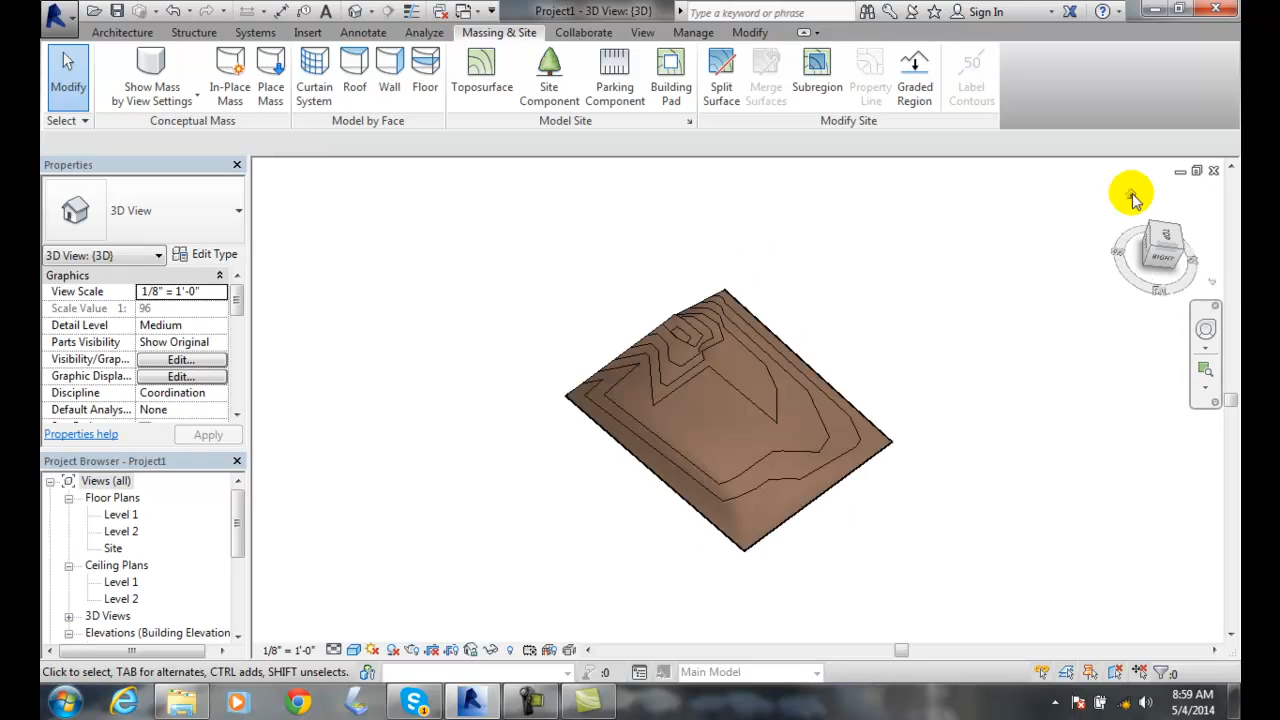 Project1 - 3D View: {3D}
Type a keyword or phrase
Sign In
Architecture Structure Systems Insert Annotate Analyze Massing & Site Collaborate View Manage Modify
Modify
Show Mass
by View Settings
In-Place
Mass
Place
Mass
Curtain
System
Roof
Wall
Floor
Toposurface
Site
Component
Parking
Component
Building
Pad
Split
Surface
Merge
Surfaces
Subregion
Property
Line
Graded
Region
50
Label
Contours
Select
Conceptual Mass
Model by Face
Model Site
Modify Site
Properties
3D View
3D View: {3D}
Edit Type
Graphics
View Scale 1/8" = 1'-0"
Scale Value 1: 96
Detail Level Medium
Parts Visibility Show Original
Visibility/Grap... Edit...
Graphic Displa... Edit...
Discipline Coordination
Default Analys... None
Properties help
Apply
Project Browser - Project1
Views (all)
Floor Plans
Level 1
Level 2
Site
Ceiling Plans
Level 1
Level 2
3D Views
Elevations (Building Elevation
RIGHT
1/8" = 1'-0"
Click to select, TAB for alternates, CTRL adds, SHIFT unselects.
:0
Main Model
:0
8:59 AM
5/4/2014